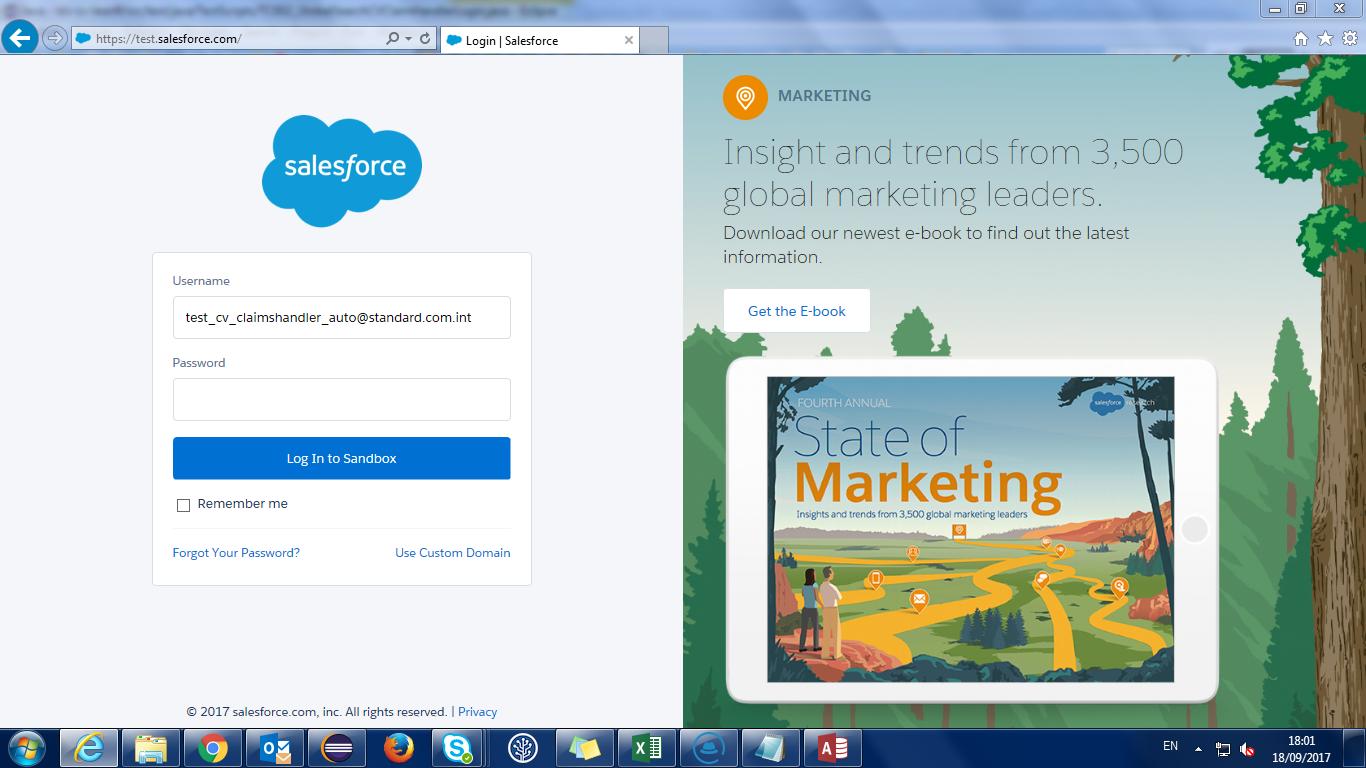 https://test.salesforce.com/
Login | Salesforce
salesforce
Username
test_cv_claimshandler_auto@standard.com.int
Password
Log In to Sandbox
Remember me
Forgot Your Password?
Use Custom Domain
© 2017 salesforce.com, inc. All rights reserved. | Privacy
MARKETING
Insight and trends from 3,500
global marketing leaders.
Download our newest e-book to find out the latest
information.
Get the E-book
FOURTH ANNUAL
salesforce research
State of
Marketing
Insights and trends from 3,500 global marketing leaders
EN
18:01
18/09/2017